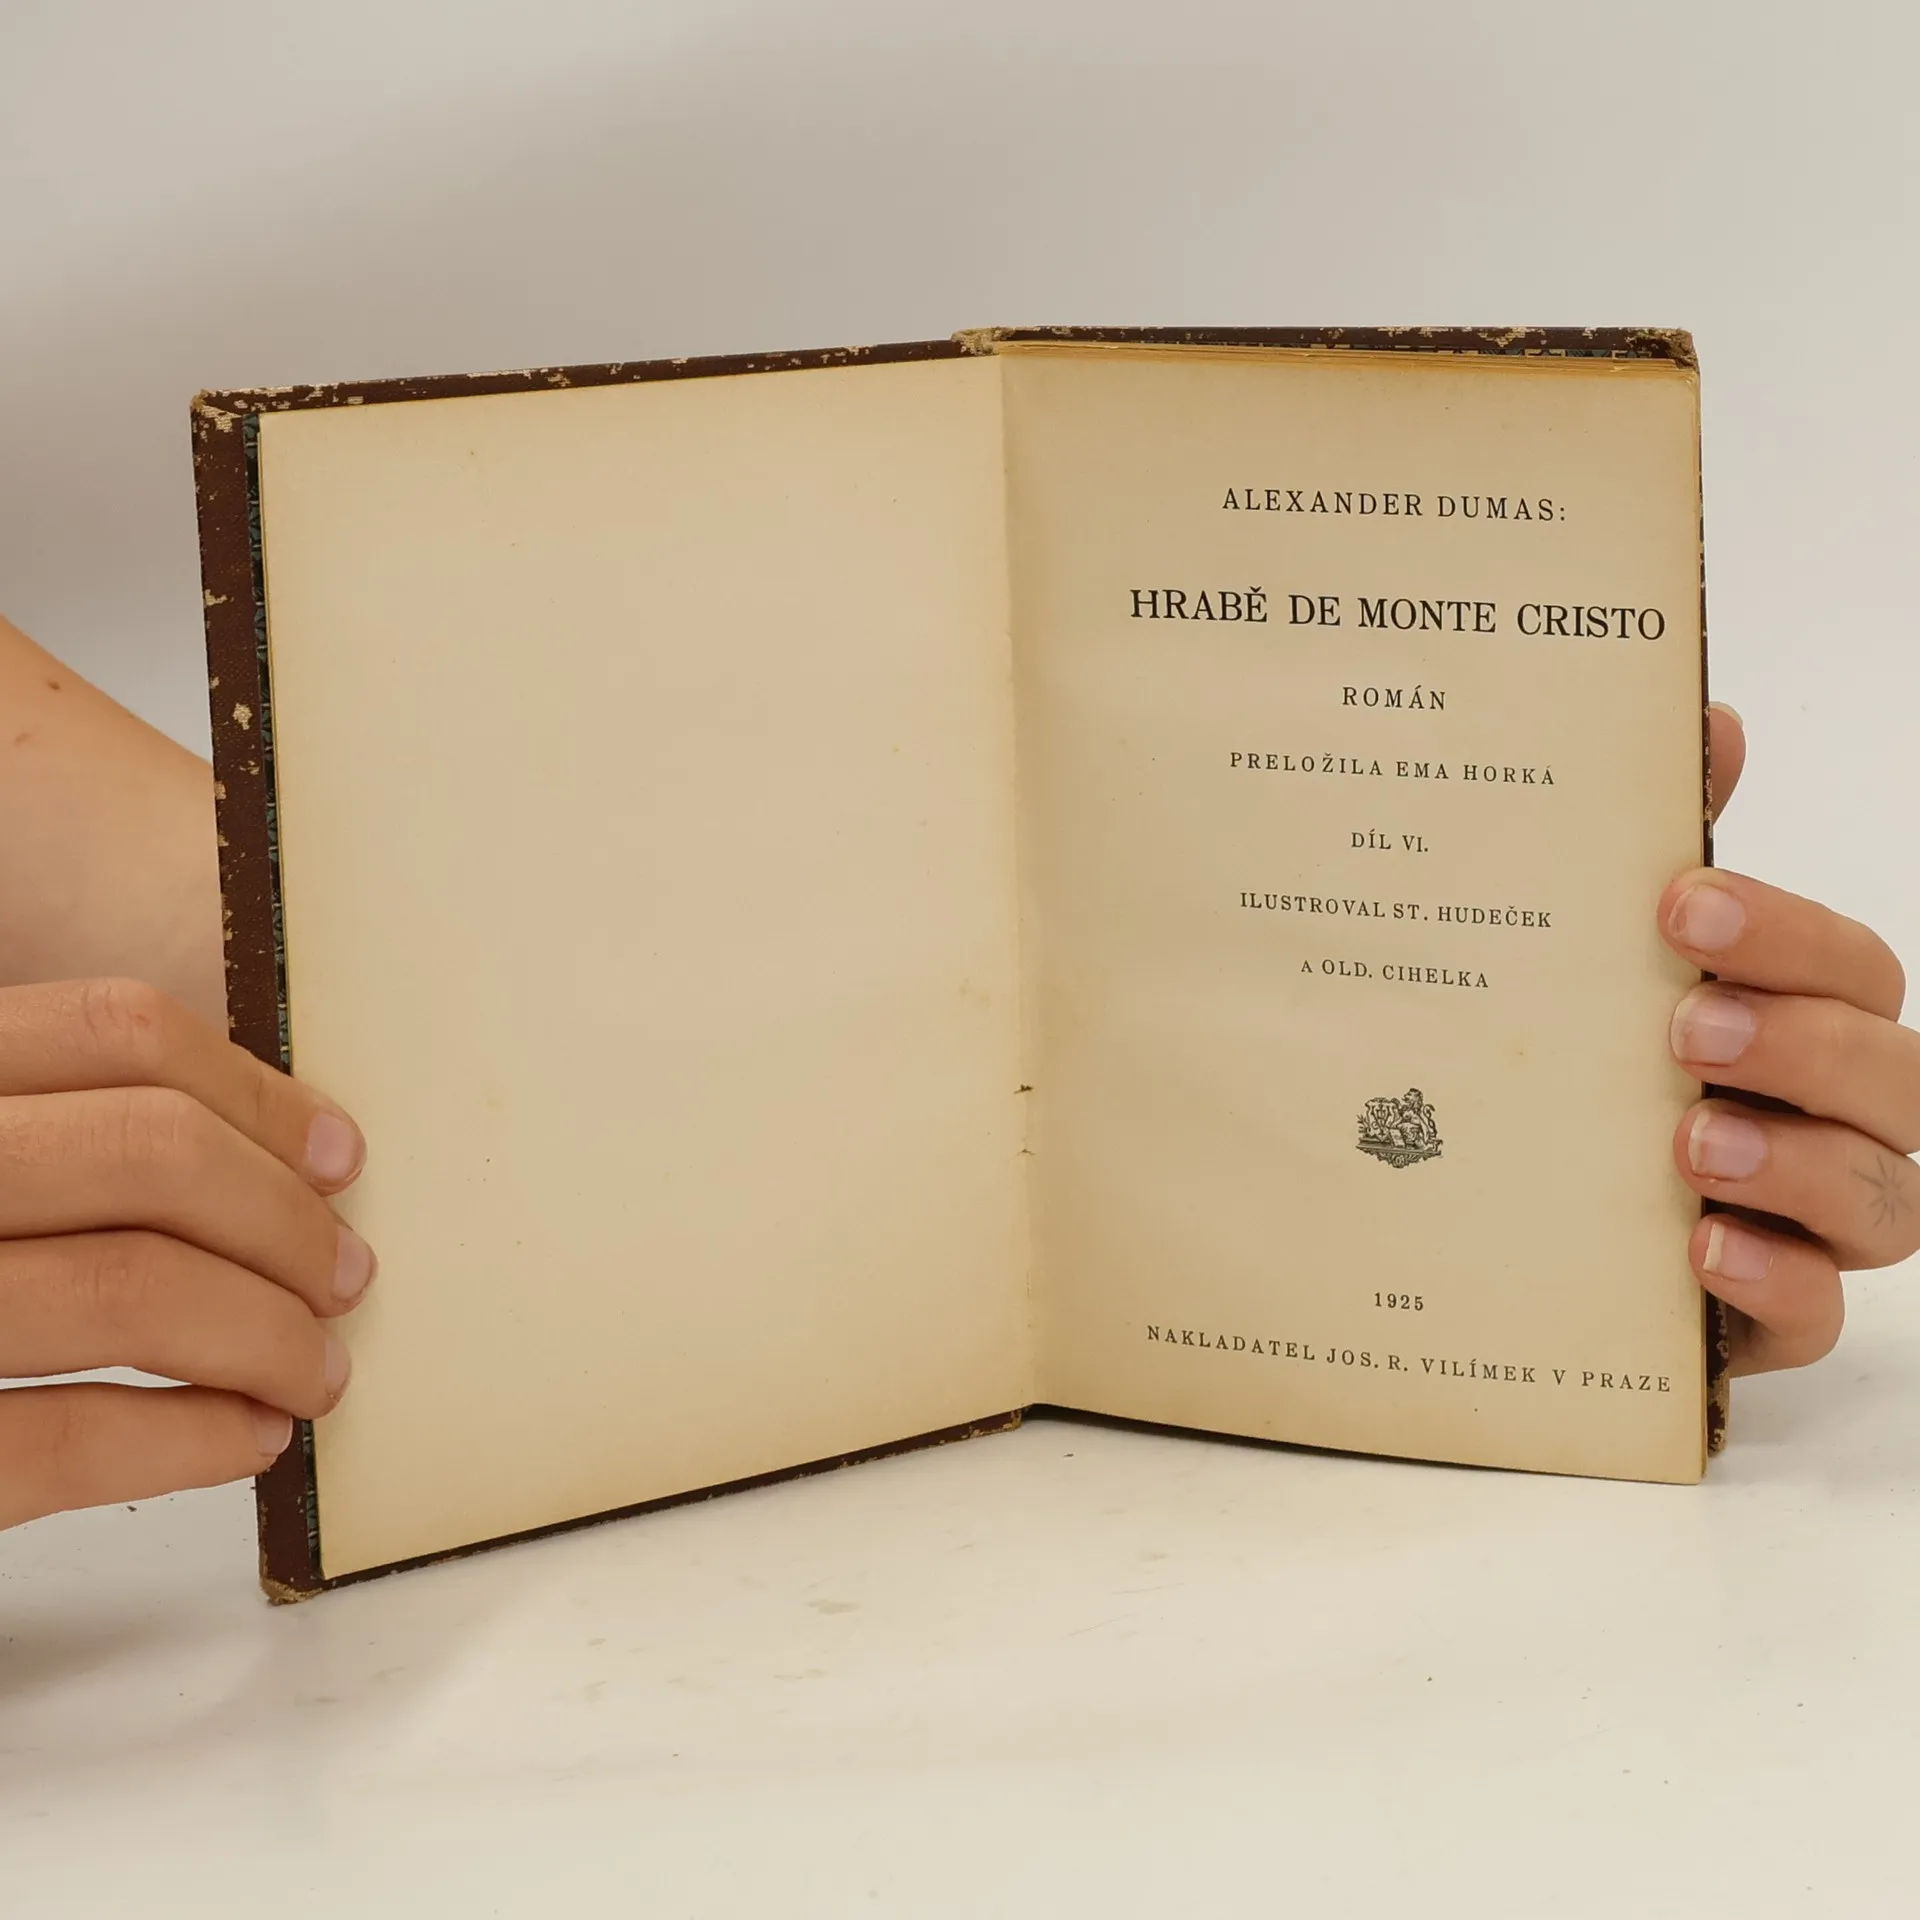 ALEXANDER DUMAS:
HRABĚ DE MONTE CRISTO
ROMÁN
PRELOŽILA EMA HORKÁ
DÍL VI.
ILUSTROVAL ST. HUDEČEK
A OLD. CIHELKA
1925
NAKLADATEL JOS. R. VILÍMEK V PRAZE